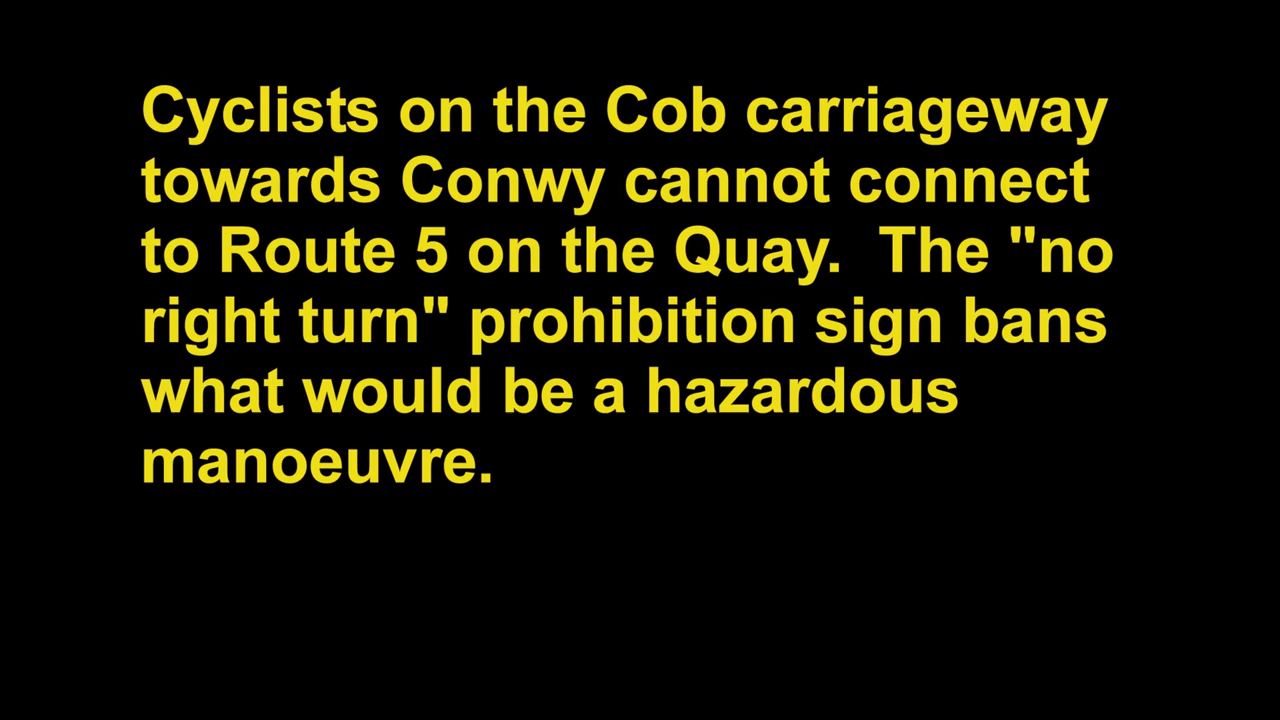 Cyclists on the Cob carriageway
towards Conwy cannot connect
to Route 5 on the Quay.  The "no
right turn" prohibition sign bans
what would be a hazardous
manoeuvre.